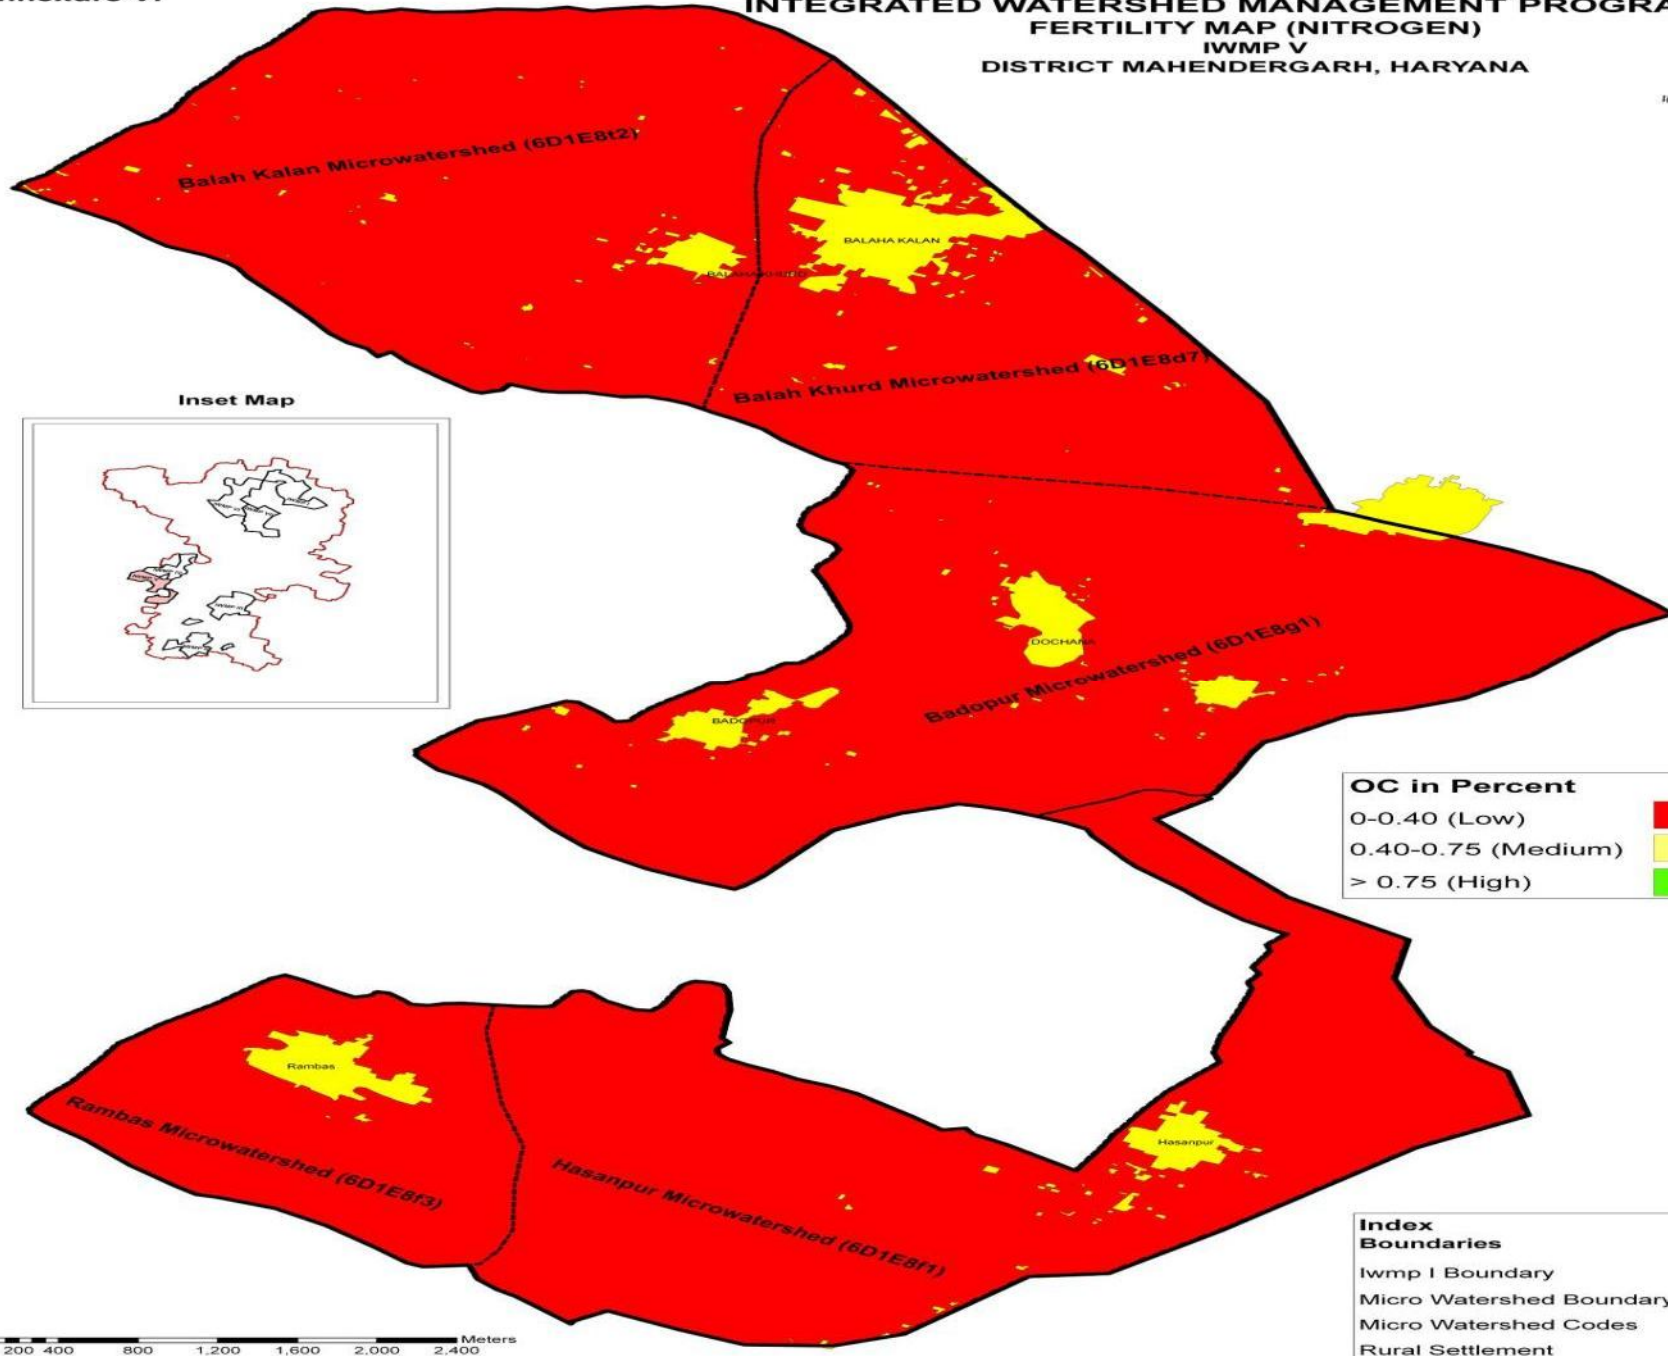 INTEGRATED WATERSHED MANAGEMENT
FERTILITY MAP (NITROGEN)
IWMP V
DISTRICT MAHENDERGARH, HARYANA
Balah Kalan Microwatershed (6D1E8t2)
BALAHA KALAN
BALAHA KHURD
Balah Khurd Microwatershed (6D1E8d7)
Inset Map
DOCHANA
Badopur Microwatershed (6D1E8g1)
BADOPUR
OC in Percent
0-0.40 (Low)
0.40-0.75 (Medium)
> 0.75 (High)
Rambas
Rambas Microwatershed (6D1E8f3)
Hasanpur
Hasanpur Microwatershed (6D1E8f1)
Index
Boundaries
Iwmp I Boundary
Micro Watershed Boundary
Micro Watershed Codes
Rural Settlement
Meters
200 400 800 1,200 1,600 2,000 2,400